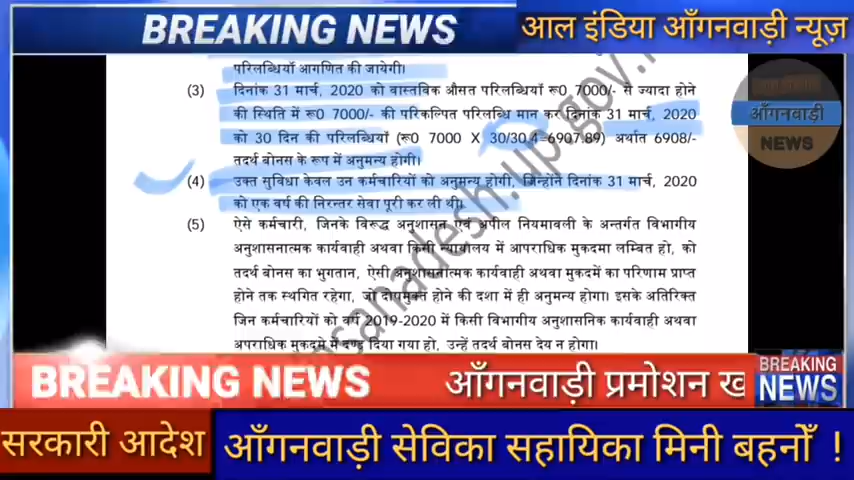 BREAKING NEWS
आल इंडिया आँगनवाड़ी न्यूज़
परिलब्धियॉ आगणित की जायेगी।
(3) दिनांक 31 मार्च, 2020 को वास्तविक औसत परिलब्धियॉ रू0 7000/- से ज्यादा होने
की स्थिति में रू0 7000/- की परिकल्पित परिलब्धि मान कर दिनांक 31 मार्च, 2020
को 30 दिन की परिलब्धियॉ (रू0 7000 X 30/30.4=6907.89) अर्थात 6908/-
तदर्थ बोनस के रूप में अनुमन्य होगी।
आँगनवाड़ी
NEWS
(4) उक्त सुविधा केवल उन कर्मचारियों को अनुमन्य होगी, जिन्होंने दिनांक 31 मार्च, 2020
को एक वर्ष की निरन्तर सेवा पूरी कर ली थी।
(5) ऐसे कर्मचारी, जिनके विरूद्ध अनुशासन एवं अपील नियमावली के अन्तर्गत विभागीय
अनुशासनात्मक कार्यवाही अथवा किसी न्यायालय में आपराधिक मुकदमा लम्बित हो, को
तदर्थ बोनस का भुगतान, ऐसी अनुशासनात्मक कार्यवाही अथवा मुकदमें का परिणाम प्राप्त
होने तक स्थगित रहेगा, जो दोषमुक्त होने की दशा में ही अनुमन्य होगा। इसके अतिरिक्त
जिन कर्मचारियों को वर्ष 2019-2020 में किसी विभागीय अनुशासनिक कार्यवाही अथवा
अपराधिक मुकदमे में दण्ड दिया गया हो, उन्हें तदर्थ बोनस देय न होगा।
BREAKING NEWS
आँगनवाड़ी प्रमोशन ख
BREAKING
NEWS
सरकारी आदेश
आँगनवाड़ी सेविका सहायिका मिनी बहनोँ !